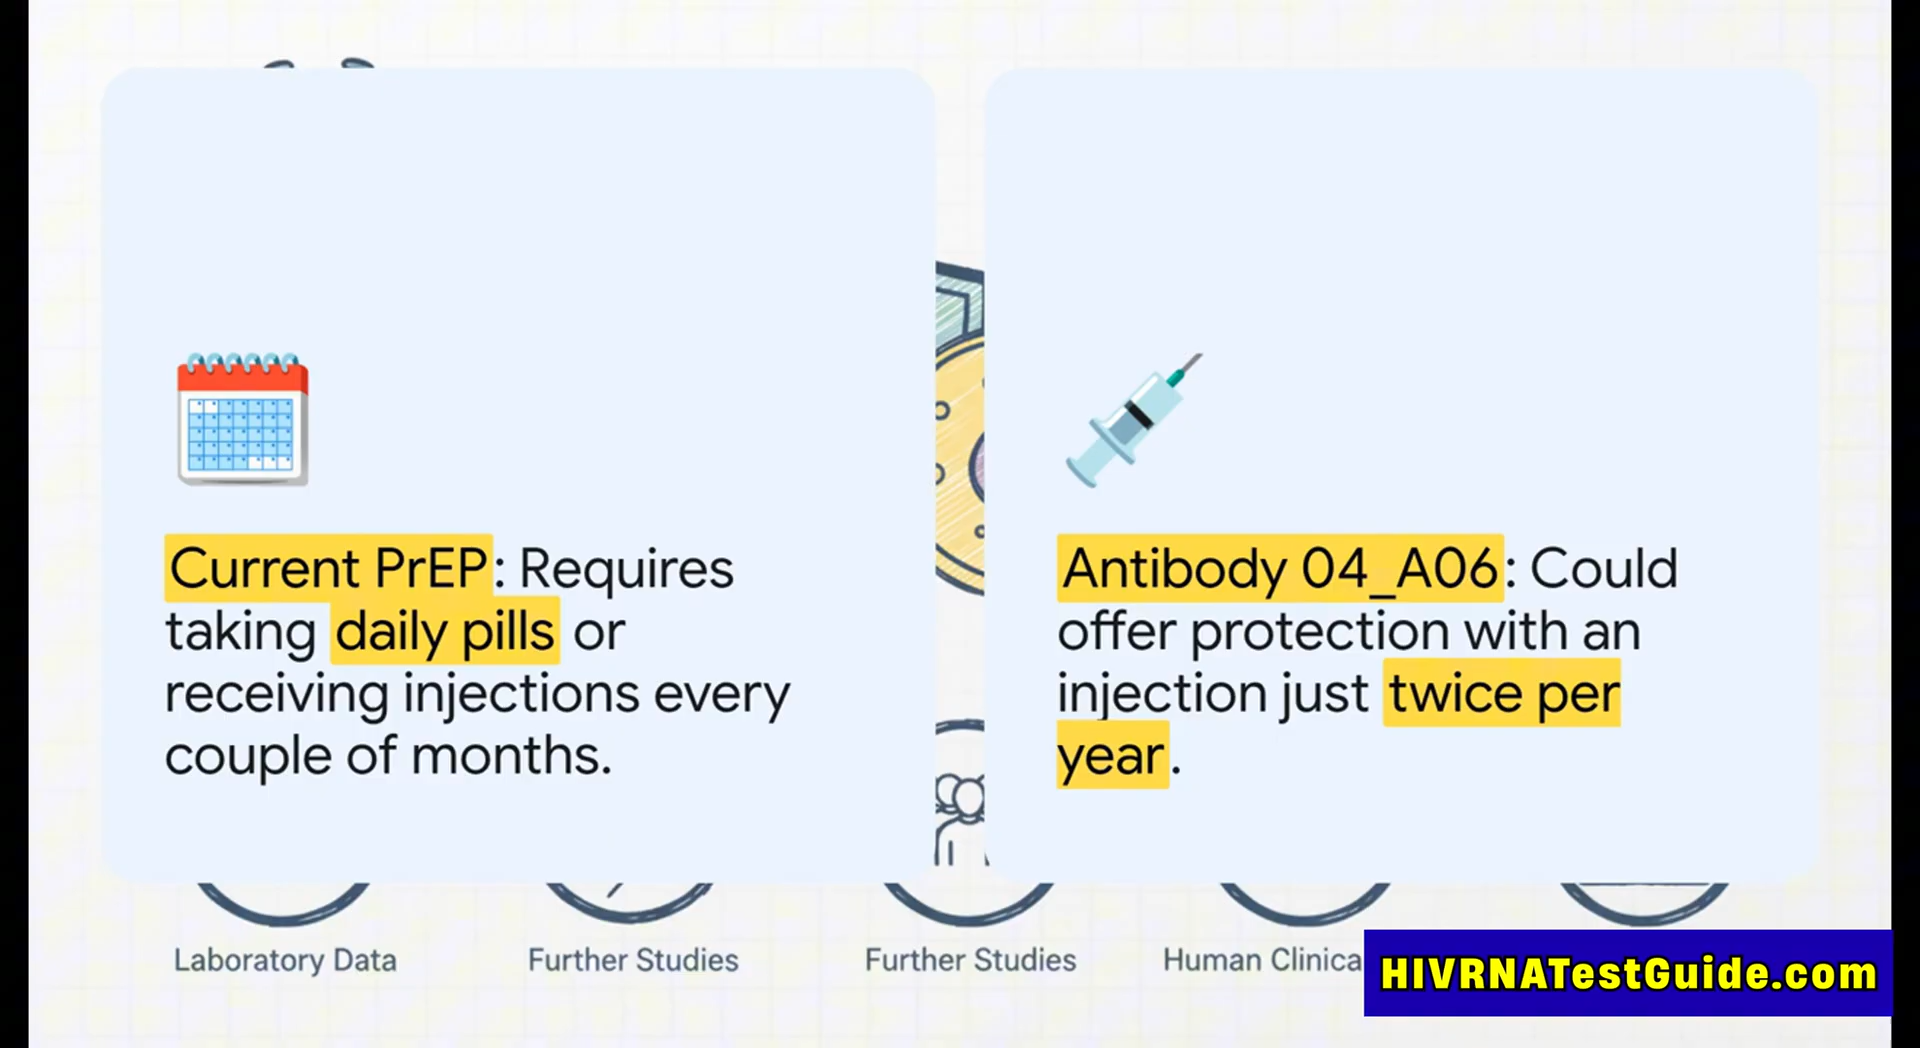 Current PrEP: Requires
taking daily pills or
receiving injections every
couple of months.
Antibody 04_A06: Could
offer protection with an
injection just twice per
year.
Laboratory Data
Further Studies
Further Studies
Human Clinica
HIVRNATestGuide.com